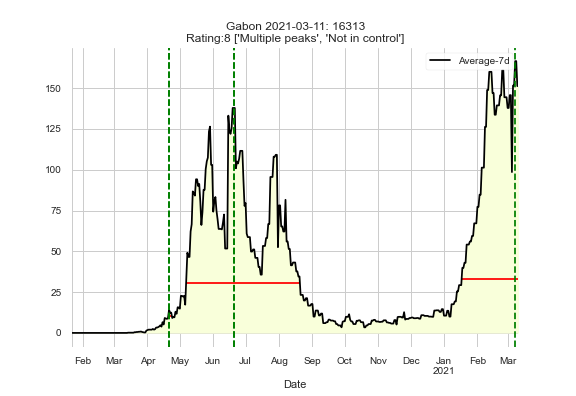 Gabon 2021-03-11: 16313
Rating:8 ['Multiple peaks', 'Not in control']
Average-7d
150
125
100
75
50
25
0
Feb Mar Apr May Jun Jul Aug Sep Oct Nov Dec Jan Feb Mar
2021
Date